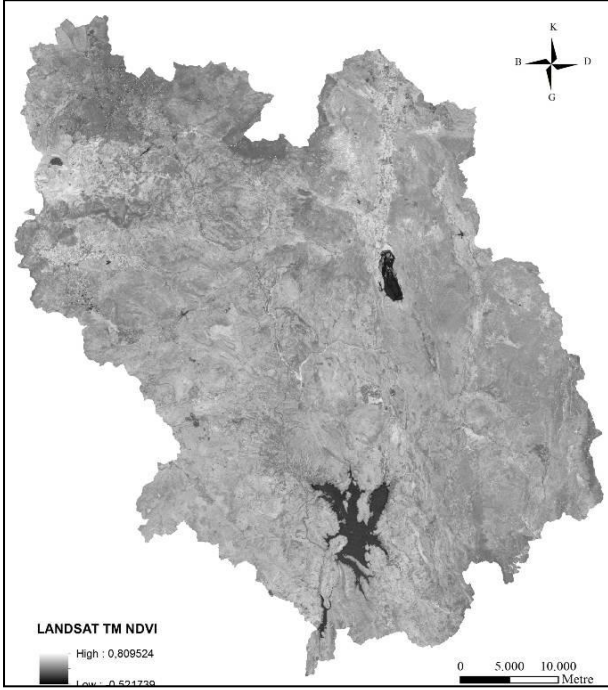 K
B D
G
LANDSAT TM NDVI
High : 0,809524
Low : -0,521739
0 5.000 10.000
Metre